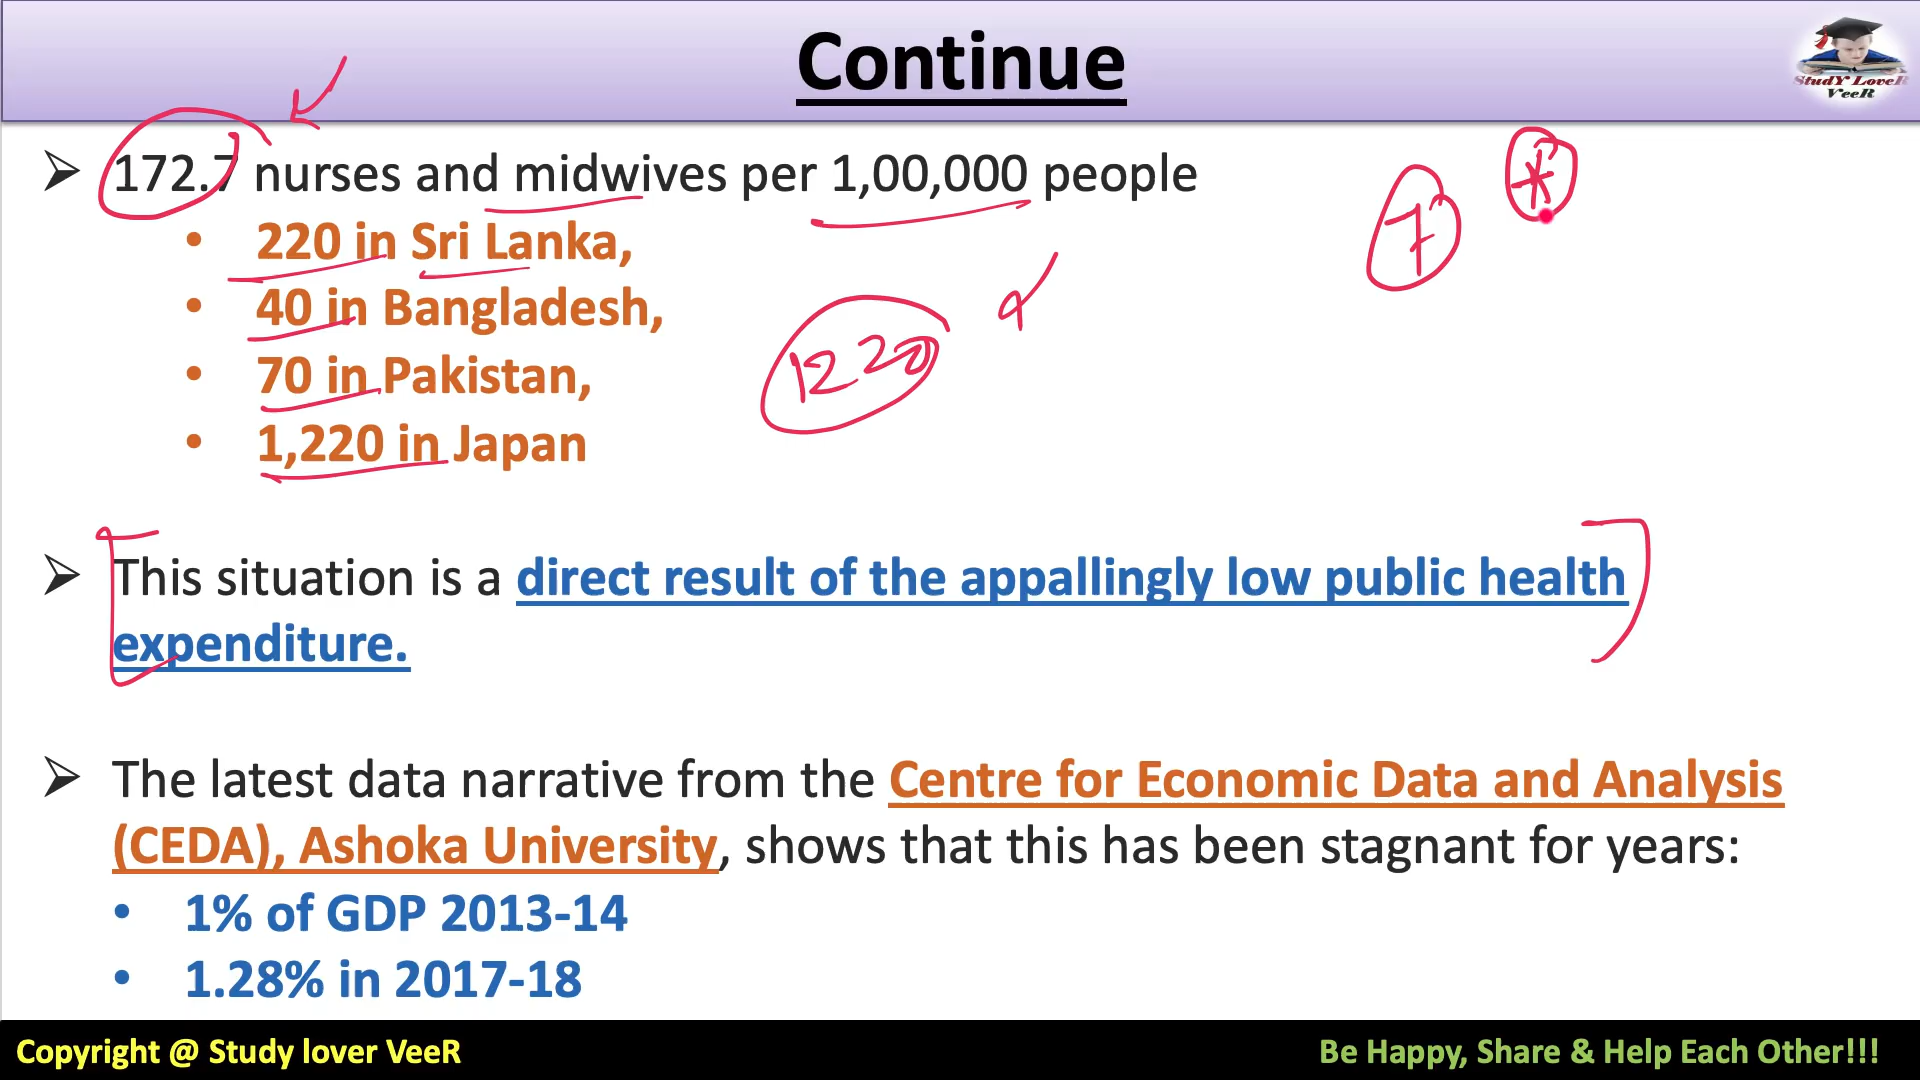 Continue
StudY LoveR
VeeR
172.7 nurses and midwives per 1,00,000 people
220 in Sri Lanka,
40 in Bangladesh,
70 in Pakistan,
1,220 in Japan
1220
7
This situation is a direct result of the appallingly low public health
expenditure.
The latest data narrative from the Centre for Economic Data and Analysis
(CEDA), Ashoka University, shows that this has been stagnant for years:
1% of GDP 2013-14
1.28% in 2017-18
Copyright @ Study lover VeeR
Be Happy, Share & Help Each Other!!!